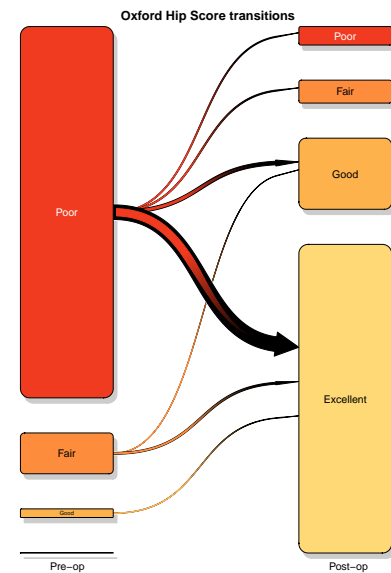 Oxford Hip Score transitions
Poor
Fair
Good
Poor
Excellent
Fair
Good
Pre-op
Post-op